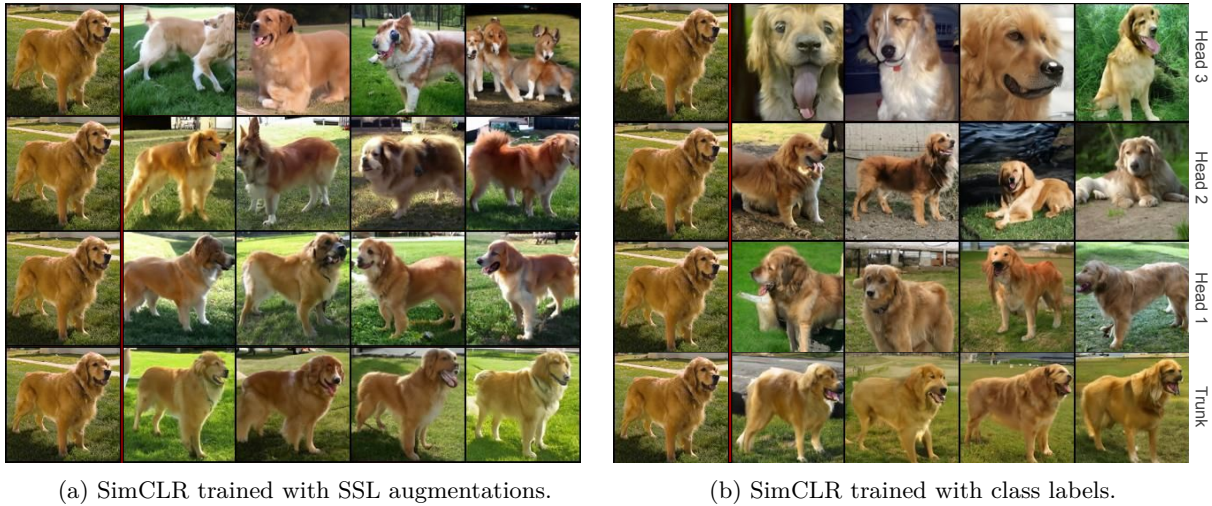 Head 3
Head 2
Head 1
Trunk
(a) SimCLR trained with SSL augmentations.
(b) SimCLR trained with class labels.